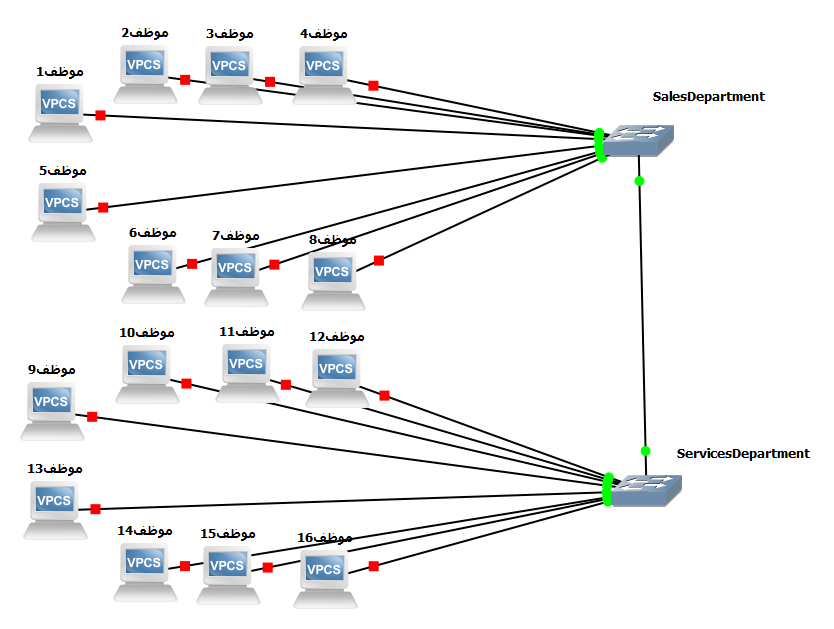 موظف1
VPCS
موظف2
VPCS
موظف3
VPCS
موظف4
VPCS
SalesDepartment
موظف5
VPCS
موظف6
VPCS
موظف7
VPCS
موظف8
VPCS
موظف9
VPCS
موظف10
VPCS
موظف11
VPCS
موظف12
VPCS
ServicesDepartment
موظف13
VPCS
موظف14
VPCS
موظف15
VPCS
موظف16
VPCS